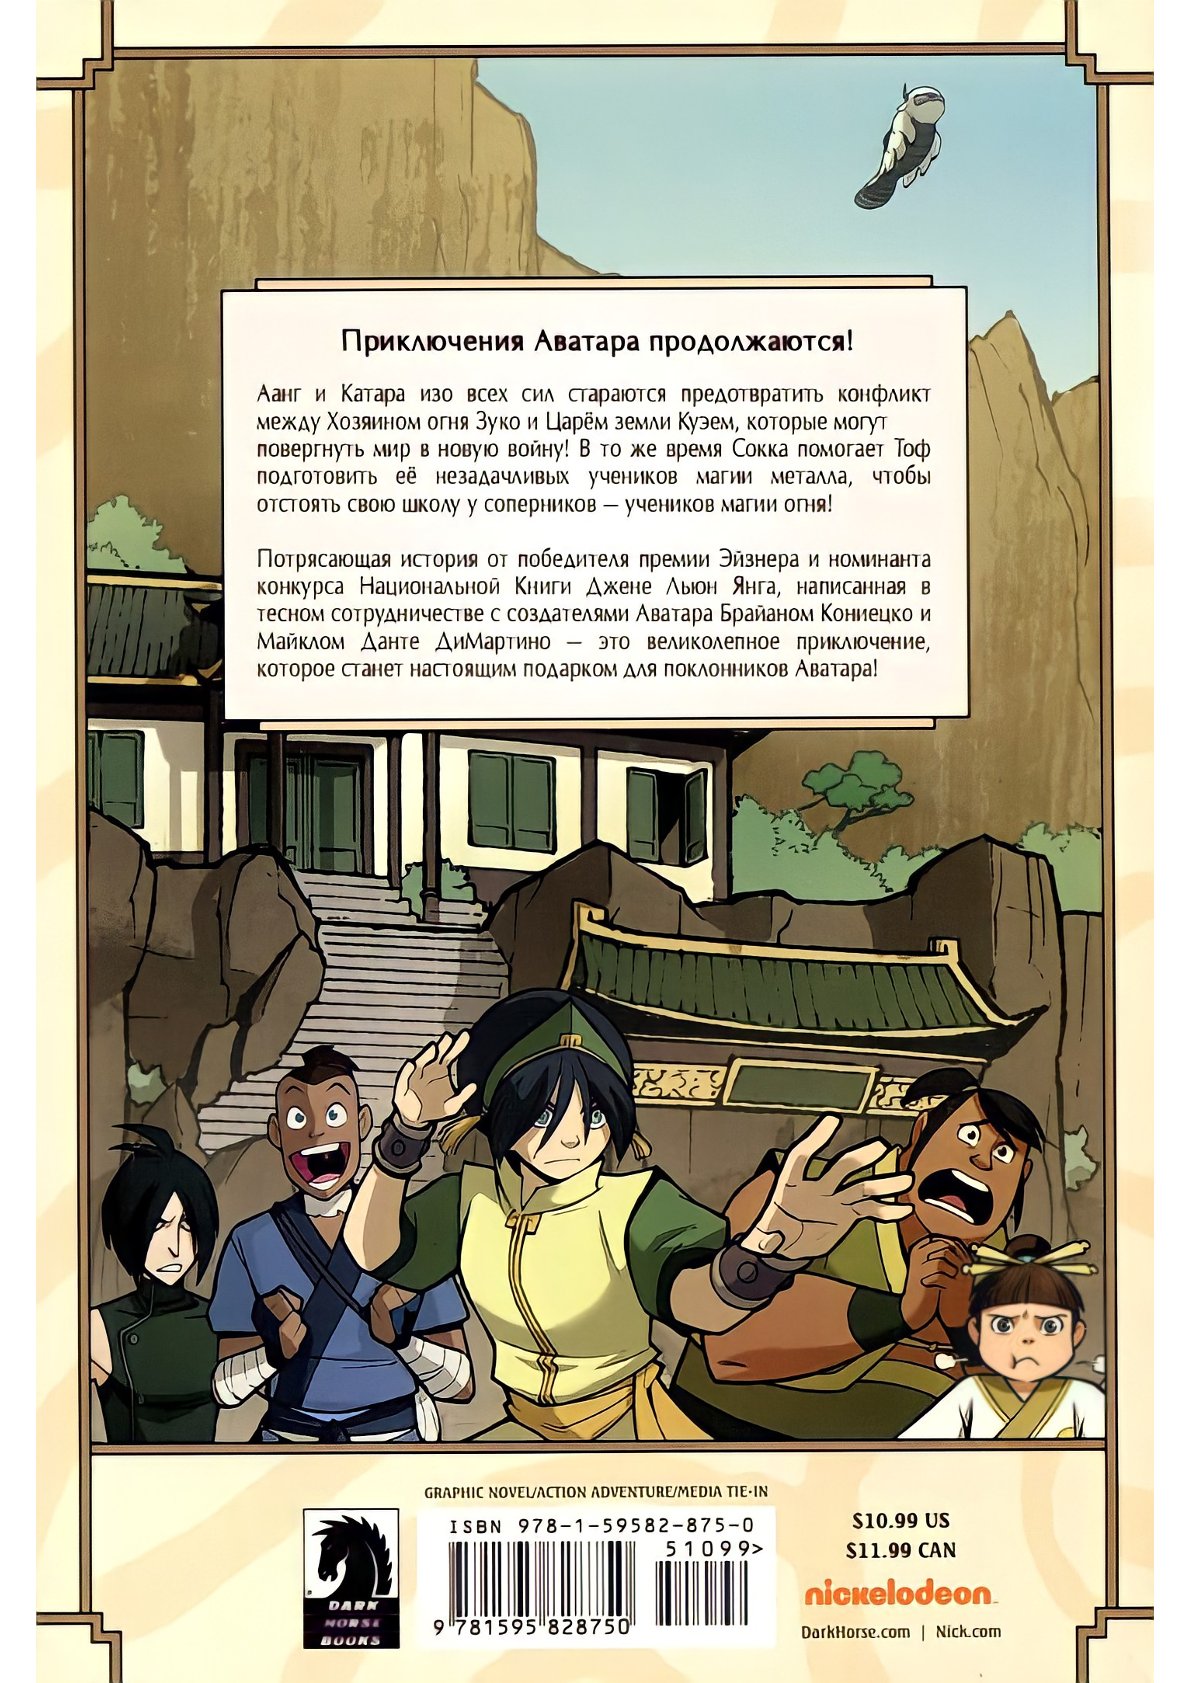 Приключения Аватара продолжаются!
Аанг и Катара изо всех сил стараются предотвратить конфликт
между Хозяином огня Зуко и Царём земли Куэем, которые могут
повергнуть мир в новую войну! В то же время Сокка помогает Тоф
подготовить её незадачливых учеников магии металла, чтобы
отстоять свою школу у соперников — учеников магии огня!
Потрясающая история от победителя премии Эйзнера и номинанта
конкурса Национальной Книги Джене Льюн Янга, написанная в
тесном сотрудничестве с создателями Аватара Брайаном Кониецко и
Майклом Данте ДиМартино — это великолепное приключение,
которое станет настоящим подарком для поклонников Аватара!
GRAPHIC NOVEL/ACTION ADVENTURE/MEDIA TIE-IN
DARK
HORSE
BOOKS
ISBN 978-1-59582-875-0
51099>
9 781595 828750
$10.99 US
$11.99 CAN
nickelodeon
DarkHorse.com | Nick.com